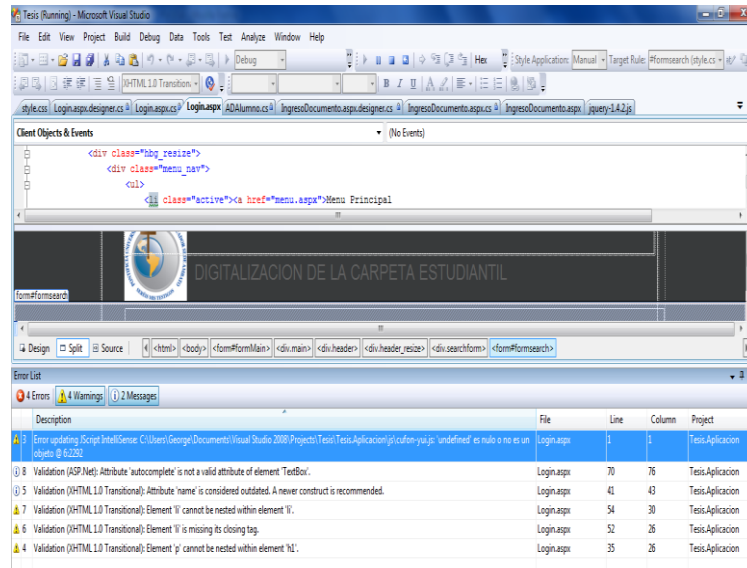 Tesis (Running) - Microsoft Visual Studio
File Edit View Project Build Debug Data Tools Test Analyze Window Help
Debug Hex Style Application: Manual Target Rule: #formsearch (style.cs
XHTML 1.0 Transition B I U A
style.css Login.aspx.designer.cs Login.aspx.cs Login.aspx ADAlumno.cs IngresoDocumento.aspx.designer.cs IngresoDocumento.aspx.cs IngresoDocumento.aspx jquery-1.4.2.js
Client Objects & Events (No Events)
<div class="hbg_resize">
<div class="menu_nav">
<ul>
<li class="active"><a href="menu.aspx">Menu Principal
DIGITALIZACION DE LA CARPETA ESTUDIANTIL
form#formsearch
Design Split Source <html> <body> <form#formMain> <div.main> <div.header> <div.header_resize> <div.searchform> <form#formsearch>
Error List
4 Errors 4 Warnings 2 Messages
Description File Line Column Project
3 Error updating JScript IntelliSense: C:\Users\George\Documents\Visual Studio 2008\Projects\Tesis\Tesis.Aplicacion\js\cufon-yui.js: 'undefined' es nulo o no es un Login.aspx 1 1 Tesis.Aplicacion
objeto @ 6:2292
8 Validation (ASP.Net): Attribute 'autocomplete' is not a valid attribute of element 'TextBox'. Login.aspx 70 76 Tesis.Aplicacion
5 Validation (XHTML 1.0 Transitional): Attribute 'name' is considered outdated. A newer construct is recommended. Login.aspx 41 43 Tesis.Aplicacion
7 Validation (XHTML 1.0 Transitional): Element 'li' cannot be nested within element 'li'. Login.aspx 54 30 Tesis.Aplicacion
6 Validation (XHTML 1.0 Transitional): Element 'li' is missing its closing tag. Login.aspx 52 26 Tesis.Aplicacion
4 Validation (XHTML 1.0 Transitional): Element 'p' cannot be nested within element 'h1'. Login.aspx 35 26 Tesis.Aplicacion